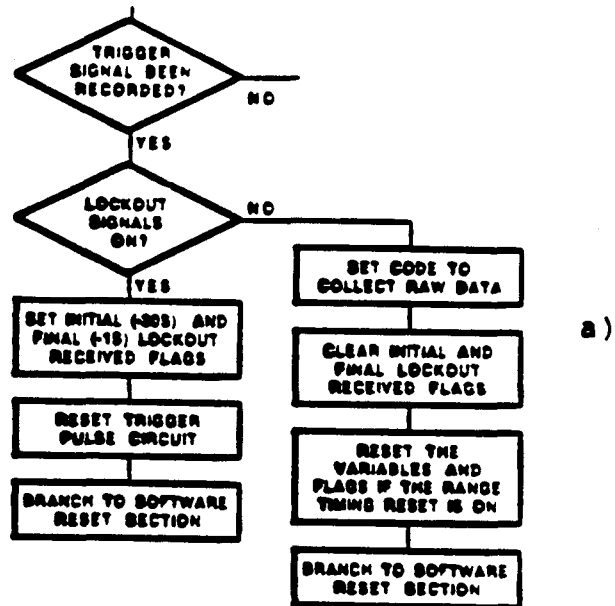 TRIGGER
SIGNAL BEEN
RECORDED?
NO
YES
LOCKOUT
SIGNALS
ON?
NO
YES
SET INITIAL (-30S) AND
FINAL (-1S) LOCKOUT
RECEIVED FLAGS
RESET TRIGGER
PULSE CIRCUIT
BRANCH TO SOFTWARE
RESET SECTION
SET CODE TO
COLLECT RAW DATA
CLEAR INITIAL AND
FINAL LOCKOUT
RECEIVED FLAGS
RESET THE
VARIABLES AND
FLAGS IF THE RANGE
TIMING RESET IS ON
BRANCH TO SOFTWARE
RESET SECTION
a)